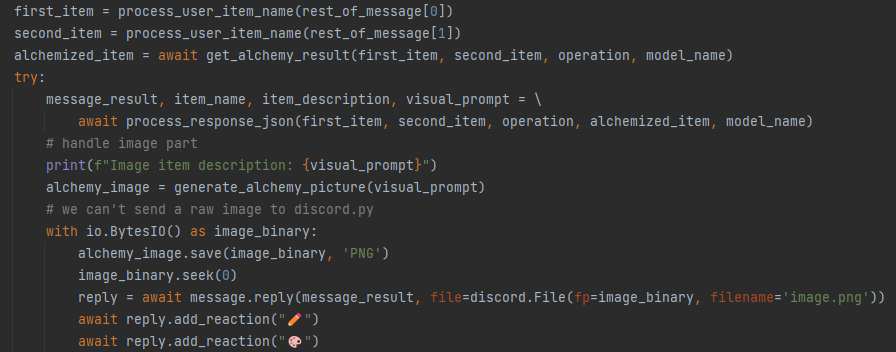 first_item = process_user_item_name(rest_of_message[0])
second_item = process_user_item_name(rest_of_message[1])
alchemized_item = await get_alchemy_result(first_item, second_item, operation, model_name)
try:
    message_result, item_name, item_description, visual_prompt = \
        await process_response_json(first_item, second_item, operation, alchemized_item, model_name)
    # handle image part
    print(f"Image item description: {visual_prompt}")
    alchemy_image = generate_alchemy_picture(visual_prompt)
    # we can't send a raw image to discord.py
    with io.BytesIO() as image_binary:
        alchemy_image.save(image_binary, 'PNG')
        image_binary.seek(0)
        reply = await message.reply(message_result, file=discord.File(fp=image_binary, filename='image.png'))
        await reply.add_reaction("✏️")
        await reply.add_reaction("🎨")